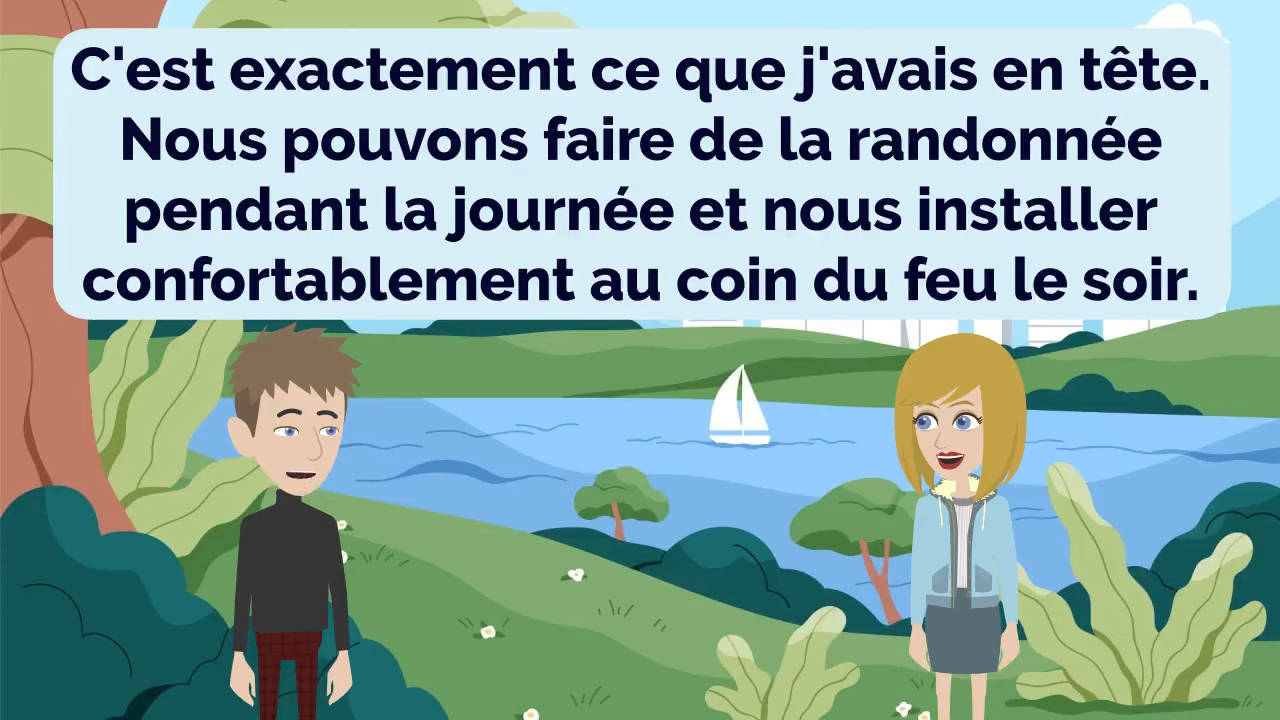 C'est exactement ce que j'avais en tête.
Nous pouvons faire de la randonnée
pendant la journée et nous installer
confortablement au coin du feu le soir.